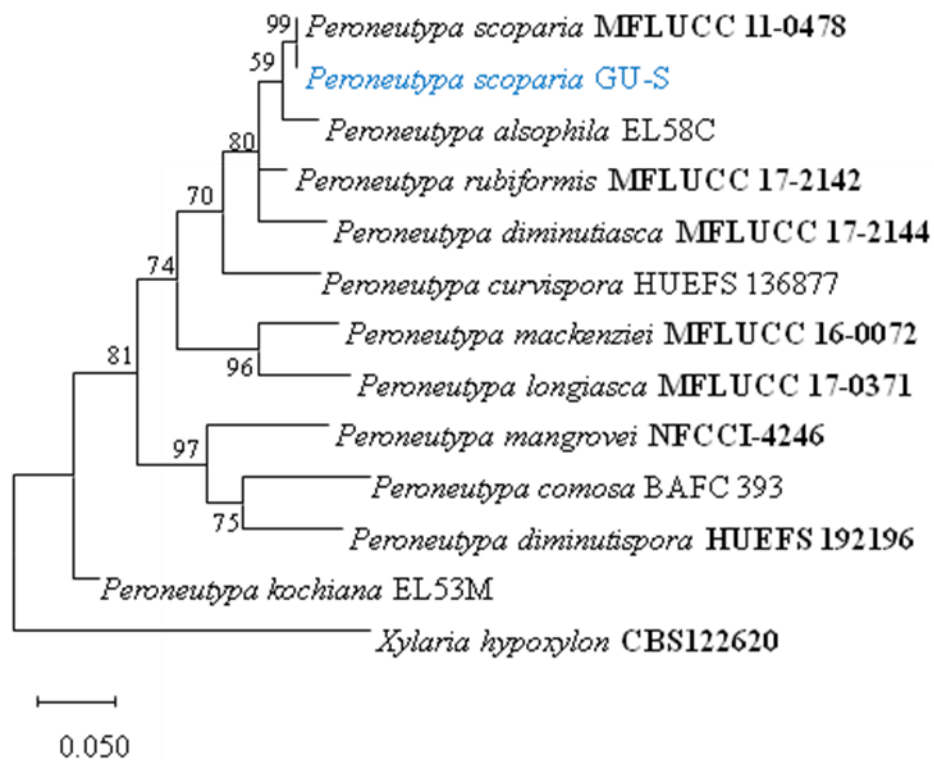 99 Peroneutypa scoparia MFLUCC 11-0478
59
Peroneutypa scoparia GU-S
Peroneutypa alsophila EL58C
80
Peroneutypa rubiformis MFLUCC 17-2142
70
Peroneutypa diminutiasca MFLUCC 17-2144
74
Peroneutypa curvispora HUEFS 136877
Peroneutypa mackenziei MFLUCC 16-0072
81
96
Peroneutypa longiasca MFLUCC 17-0371
Peroneutypa mangrovei NFCCI-4246
97
Peroneutypa comosa BAFC 393
75
Peroneutypa diminutispora HUEFS 192196
Peroneutypa kochiana EL53M
Xylaria hypoxylon CBS122620
0.050